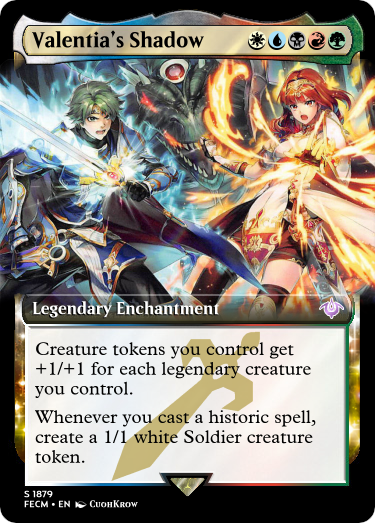 Valentia's Shadow
Legendary Enchantment
Creature tokens you control get
+1/+1 for each legendary creature
you control.
Whenever you cast a historic spell,
create a 1/1 white Soldier creature
token.
S 1879
FECM • EN CuohKrow